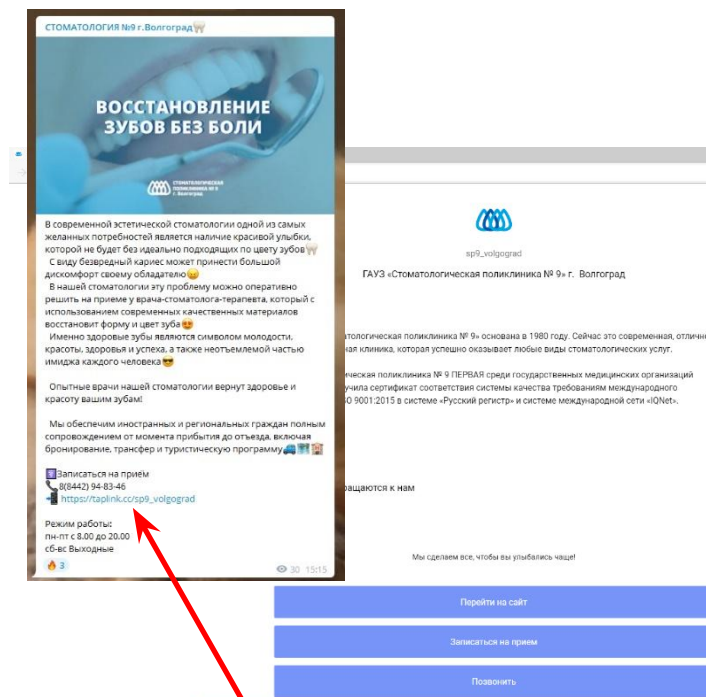 СТОМАТОЛОГИЯ №9 г.Волгоград🦷
ВОССТАНОВЛЕНИЕ
ЗУБОВ БЕЗ БОЛИ
СТОМАТОЛОГИЧЕСКАЯ
ПОЛИКЛИНИКА № 9
г. Волгоград
В современной эстетической стоматологии одной из самых
желанных потребностей является наличие красивой улыбки,
которой не будет без идеально подходящих по цвету зубов🦷
С виду безвредный кариес может принести большой
дискомфорт своему обладателю😖
В нашей стоматологии эту проблему можно оперативно
решить на приеме у врача-стоматолога-терапевта, который с
использованием современных качественных материалов
восстановит форму и цвет зуба😍
Именно здоровые зубы являются символом молодости,
красоты, здоровья и успеха, а также неотъемлемой частью
имиджа каждого человека😎
Опытные врачи нашей стоматологии вернут здоровье и
красоту вашим зубам!
Мы обеспечим иностранных и региональных граждан полным
сопровождением от момента прибытия до отъезда, включая
бронирование, трансфер и туристическую программу
Записаться на приём
📞8(8442) 94-83-46
📲 https://taplink.cc/sp9_volgograd
Режим работы:
пн-пт с 8.00 до 20.00
сб-вс Выходные
🔥 3
30 15:15
sp9_volgograd
ГАУЗ «Стоматологическая поликлиника № 9» г. Волгоград
тологическая поликлиника № 9» основана в 1980 году. Сейчас это современная, отличн
ная клиника, которая успешно оказывает любые виды стоматологических услуг.
ическая поликлиника № 9 ПЕРВАЯ среди государственных медицинских организаций
учила сертификат соответствия системы качества требованиям международного
SO 9001:2015 в системе «Русский регистр» и системе международной сети «IQNet».
ращаются к нам
Мы сделаем все, чтобы вы улыбались чаще!
Перейти на сайт
Записаться на прием
Позвонить